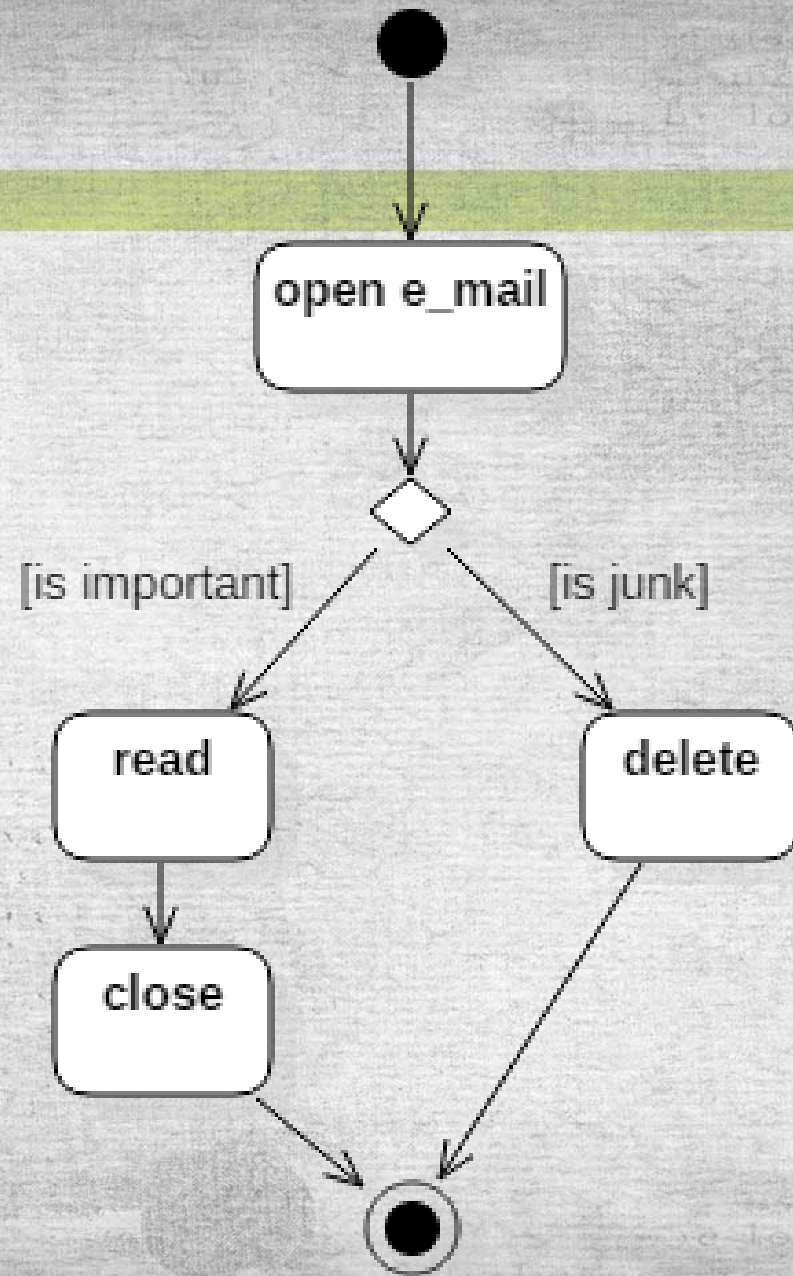 open e_mail
[is important]
[is junk]
read
delete
close